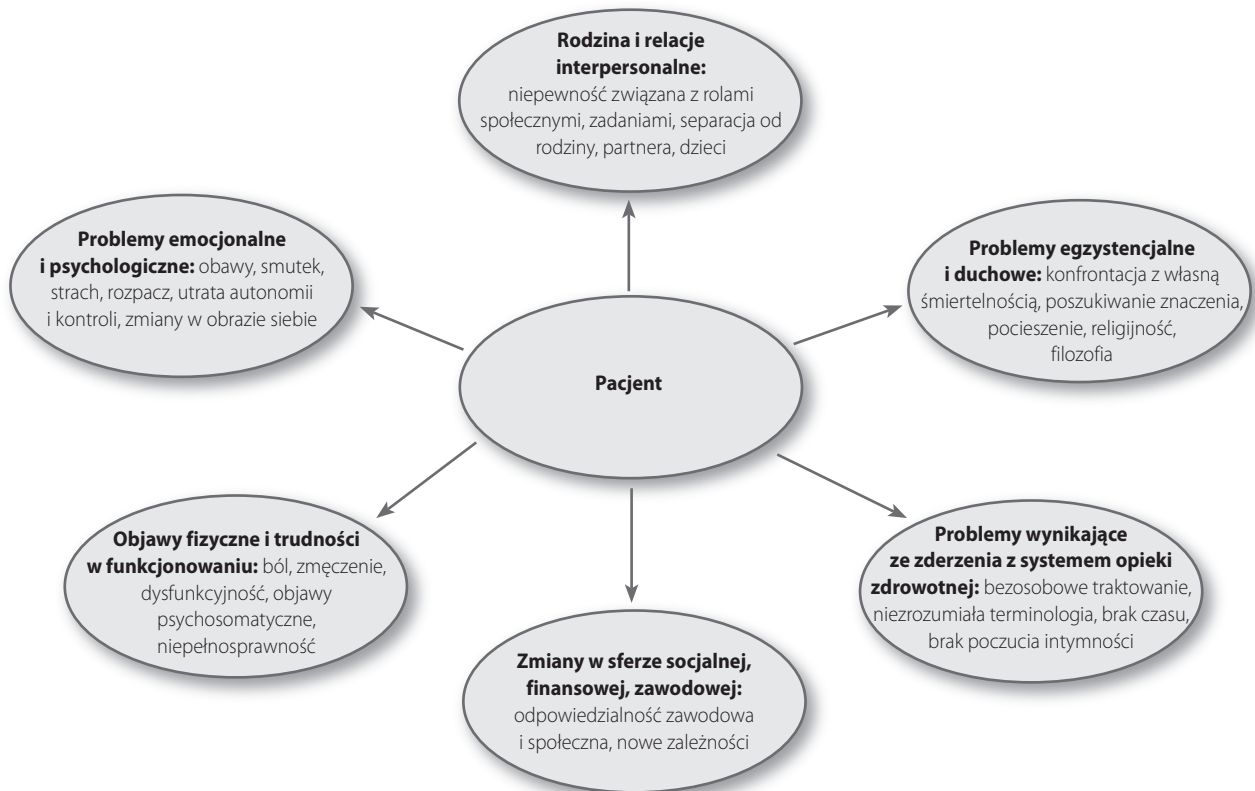 Rodzina i relacje
interpersonalne:
niepewność związana z rolami
społecznymi, zadaniami, separacja od
rodziny, partnera, dzieci
Problemy emocjonalne
i psychologiczne: obawy, smutek,
strach, rozpacz, utrata autonomii
i kontroli, zmiany w obrazie siebie
Problemy egzystencjalne
i duchowe: konfrontacja z własną
śmiertelnością, poszukiwanie znaczenia,
pocieszenie, religijność,
filozofia
Pacjent
Objawy fizyczne i trudności
w funkcjonowaniu: ból, zmęczenie,
dysfunkcyjność, objawy
psychosomatyczne,
niepełnosprawność
Problemy wynikające
ze zderzenia z systemem opieki
zdrowotnej: bezosobowe traktowanie,
niezrozumiała terminologia, brak czasu,
brak poczucia intymności
Zmiany w sferze socjalnej,
finansowej, zawodowej:
odpowiedzialność zawodowa
i społeczna, nowe zależności